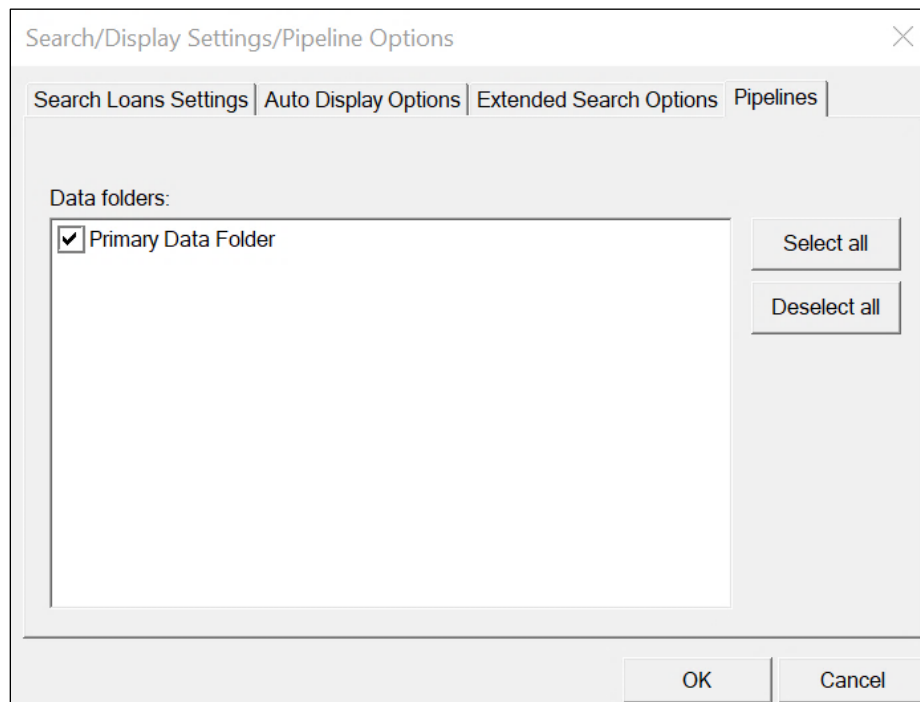 Search/Display Settings/Pipeline Options
Search Loans Settings Auto Display Options Extended Search Options Pipelines
Data folders:
Primary Data Folder
Select all
Deselect all
OK Cancel